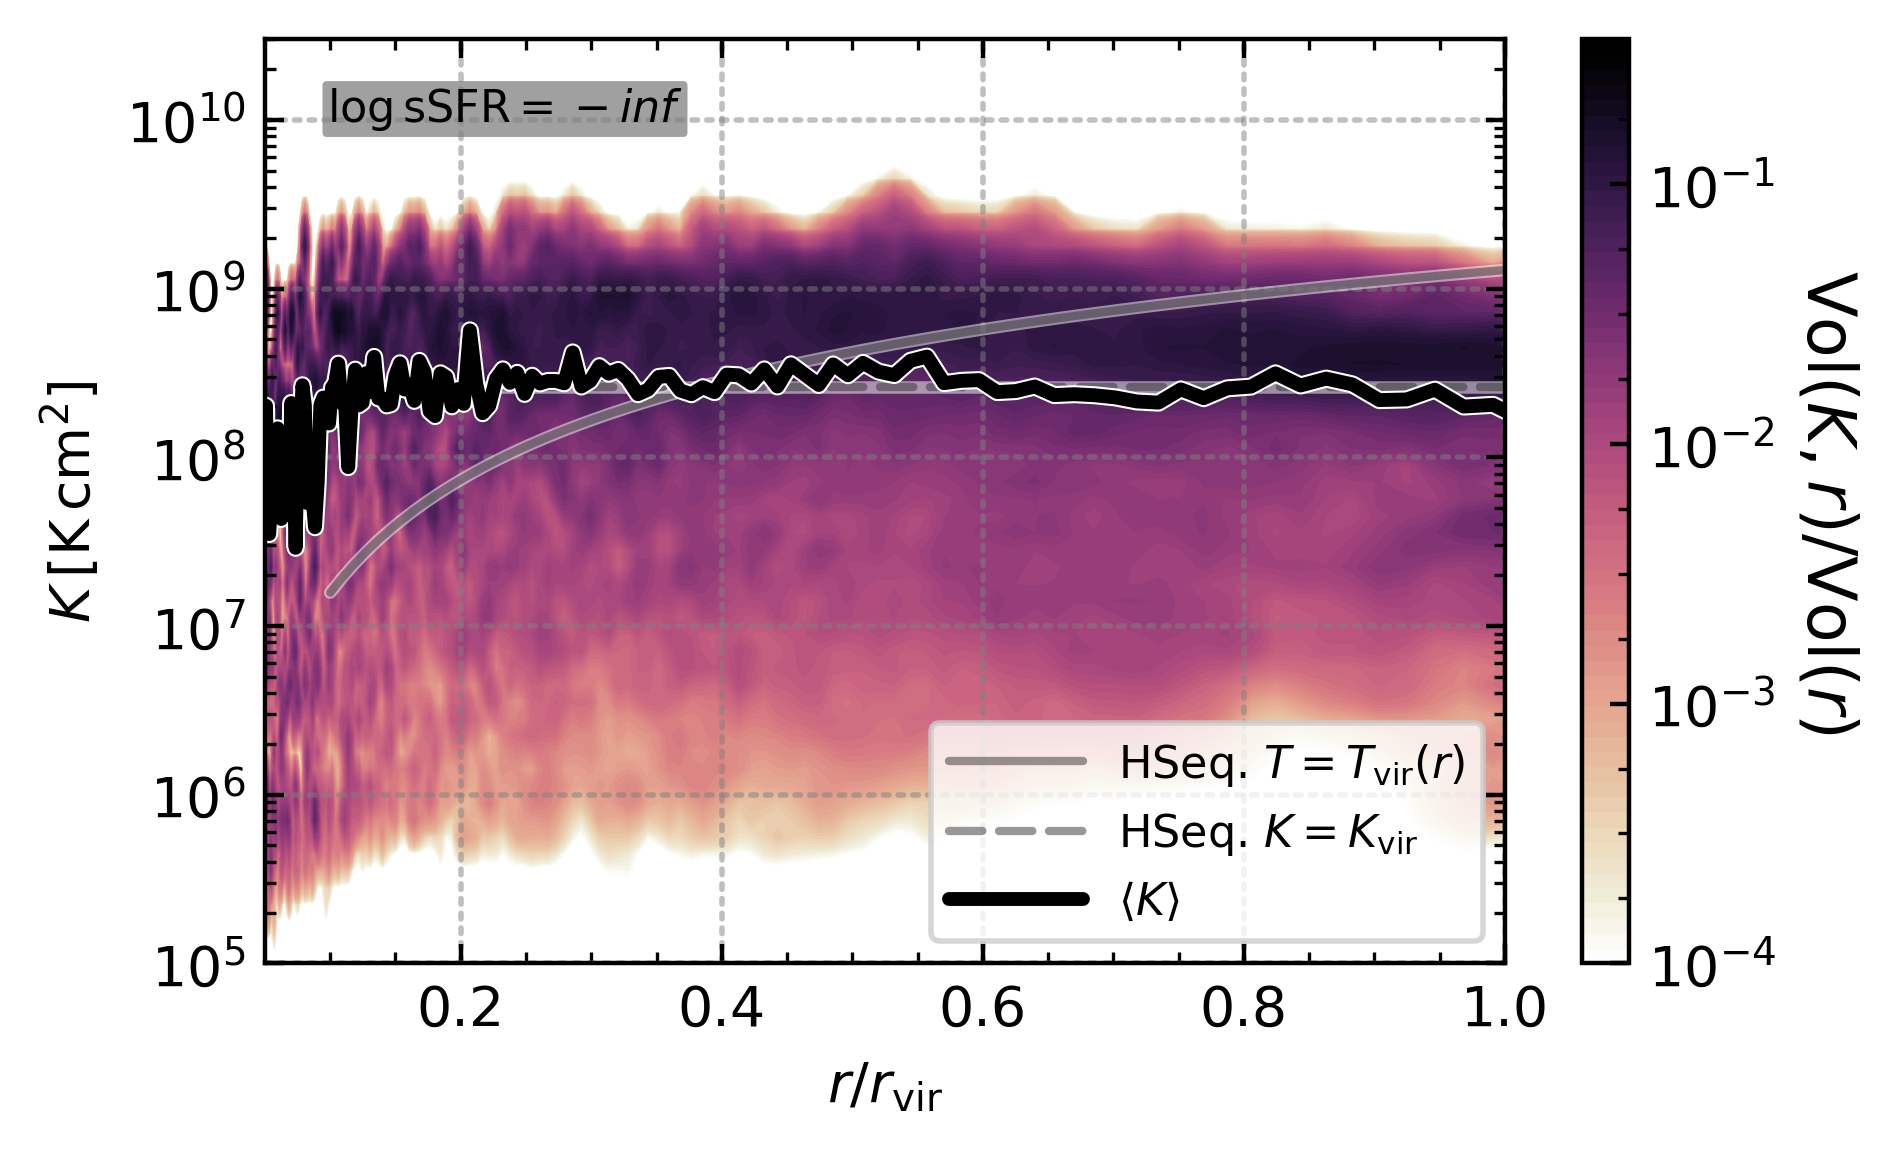 log sSFR = −inf
10^10
10^9
10^8
10^7
10^6
10^5
K [K cm^2]
0.2 0.4 0.6 0.8 1.0
r/r_vir
HSeq. T = T_vir(r)
HSeq. K = K_vir
⟨K⟩
10^−1
10^−2
10^−3
10^−4
Vol(K, r)/Vol(r)